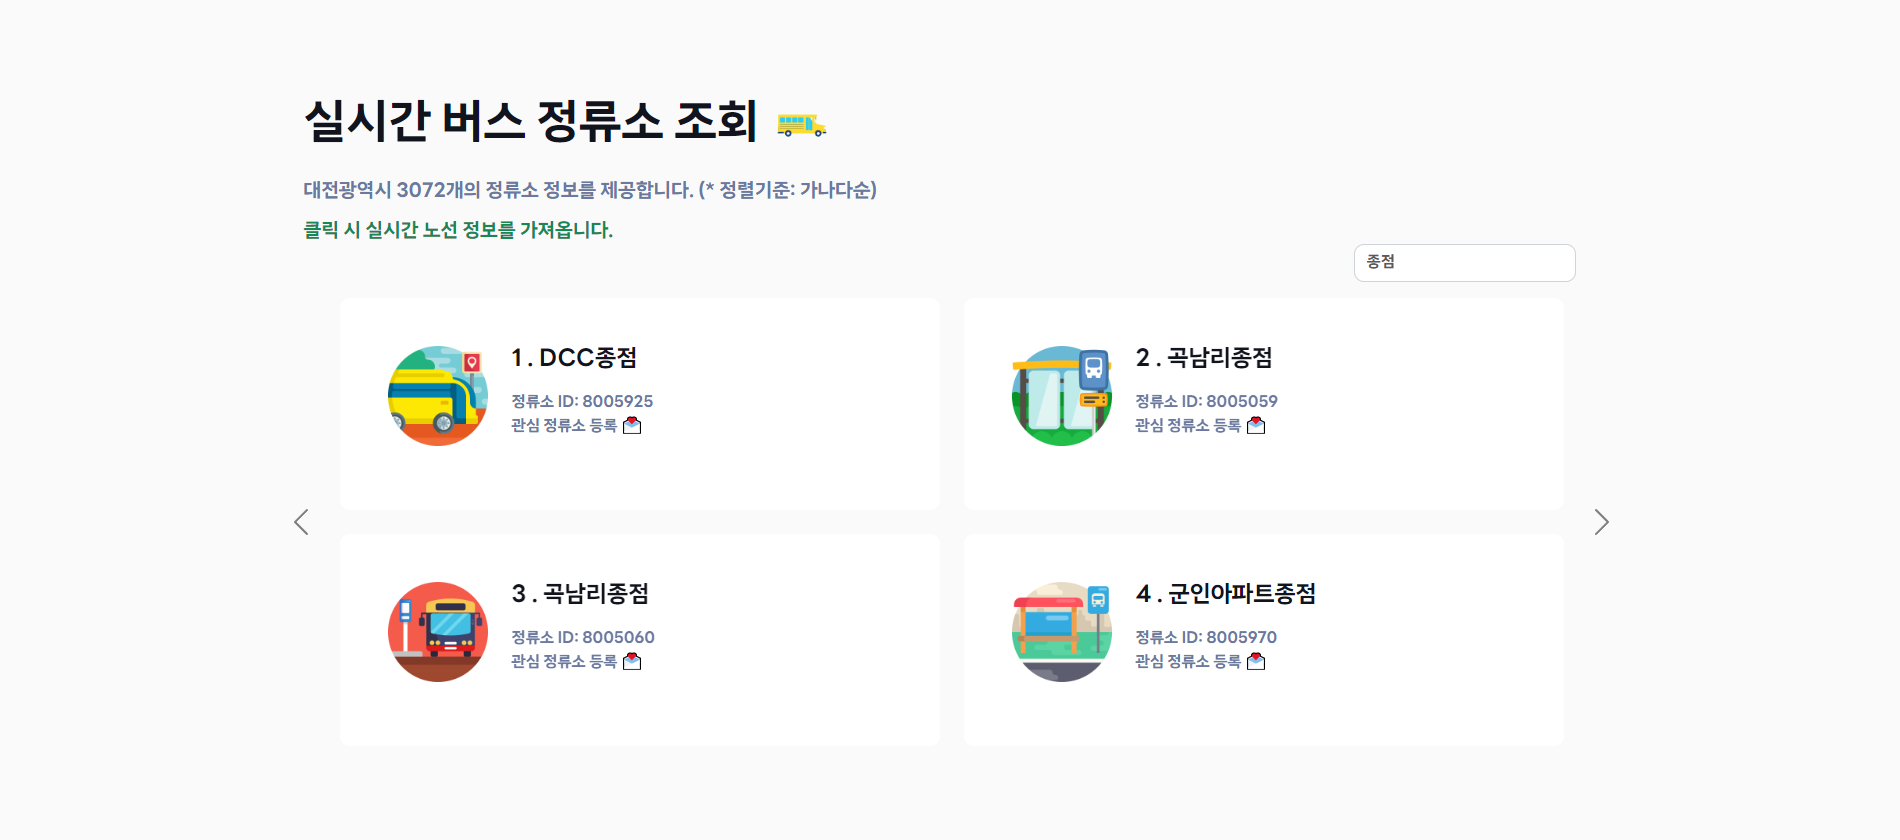 실시간 버스 정류소 조회
대전광역시 3072개의 정류소 정보를 제공합니다. (* 정렬기준: 가나다순)
클릭 시 실시간 노선 정보를 가져옵니다.
종점
1 . DCC종점
정류소 ID: 8005925
관심 정류소 등록
2 . 곡남리종점
정류소 ID: 8005059
관심 정류소 등록
3 . 곡남리종점
정류소 ID: 8005060
관심 정류소 등록
4 . 군인아파트종점
정류소 ID: 8005970
관심 정류소 등록